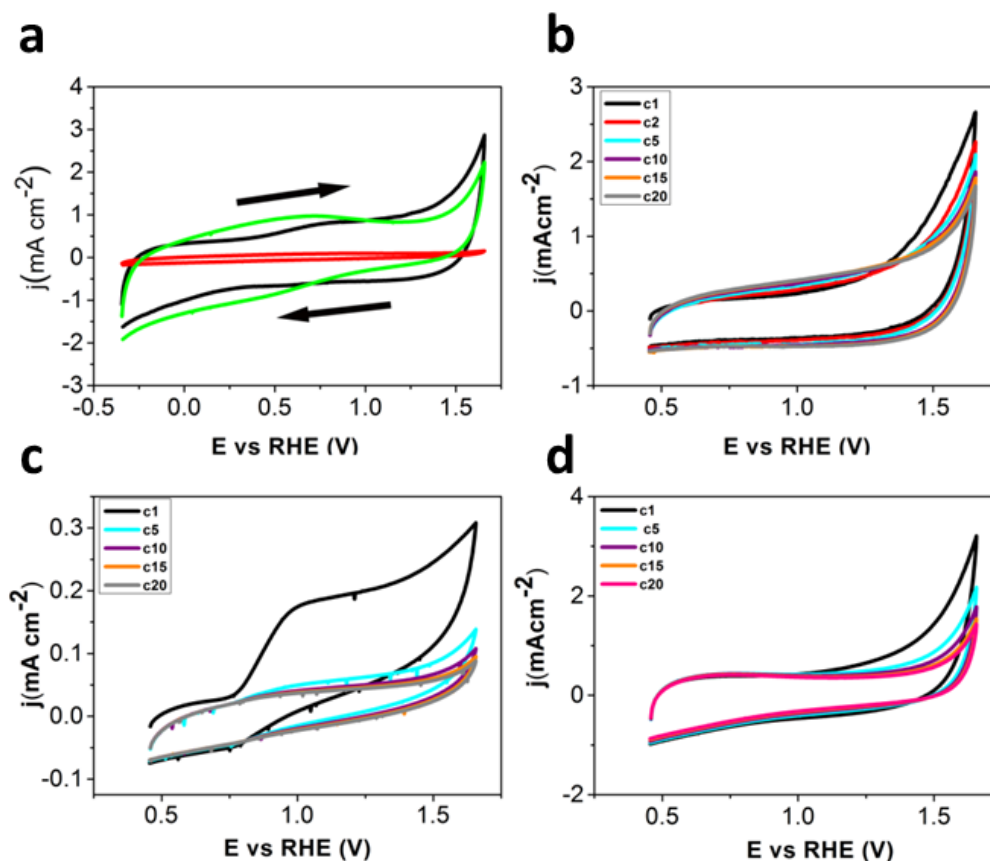 a
4
3
2
1
0
-1
-2
-3
-0.5
0.0
0.5
1.0
1.5
j(mA cm-2)
E vs RHE (V)
b
3
2
1
0
-1
0.5
1.0
1.5
j(mAcm-2)
E vs RHE (V)
c1
c2
c5
c10
c15
c20
c
0.3
0.2
0.1
0.0
-0.1
0.5
1.0
1.5
j(mA cm-2)
E vs RHE (V)
c1
c5
c10
c15
c20
d
4
2
0
-2
0.5
1.0
1.5
j(mAcm-2)
E vs RHE (V)
c1
c5
c10
c15
c20